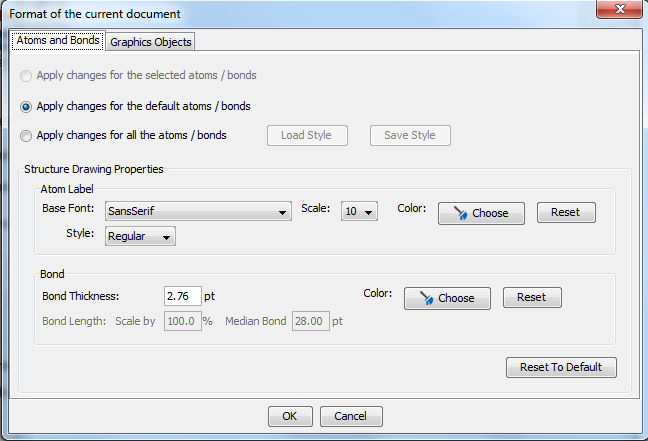 Format of the current document
Atoms and Bonds Graphics Objects
Apply changes for the selected atoms / bonds
Apply changes for the default atoms / bonds
Apply changes for all the atoms / bonds Load Style Save Style
Structure Drawing Properties
Atom Label
Base Font: SansSerif Scale: 10 Color: Choose Reset
Style: Regular
Bond
Bond Thickness: 2.76 pt Color: Choose Reset
Bond Length: Scale by 100.0 % Median Bond 28.00 pt
Reset To Default
OK Cancel